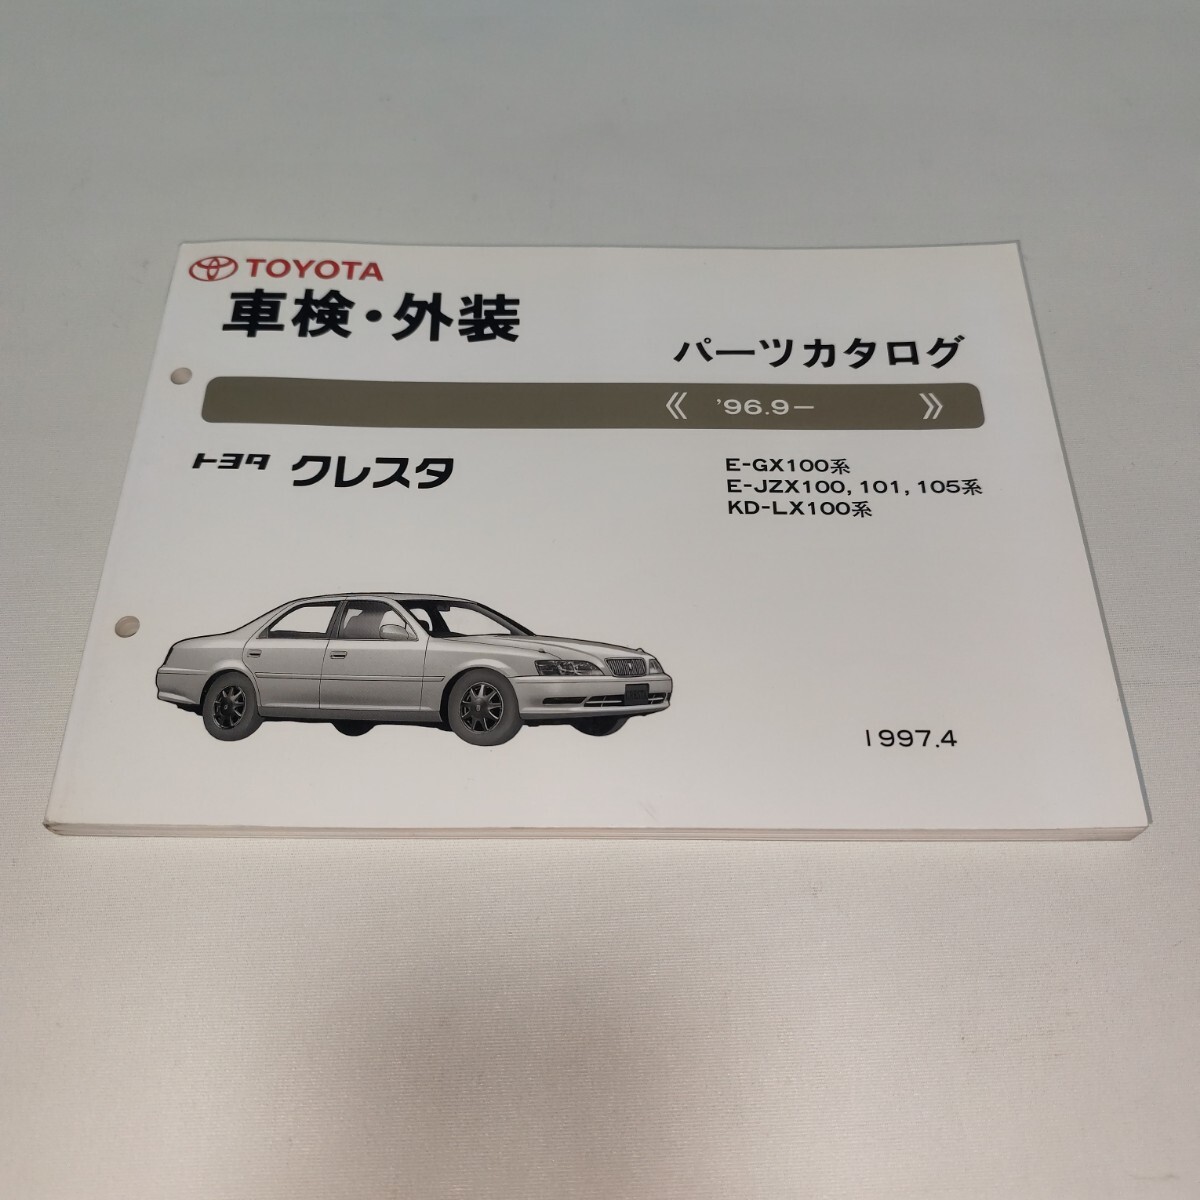 TOYOTA
車検・外装
パーツカタログ
《 '96.9− 》
トヨタ クレスタ
E-GX100系
E-JZX100, 101, 105系
KD-LX100系
1997.4